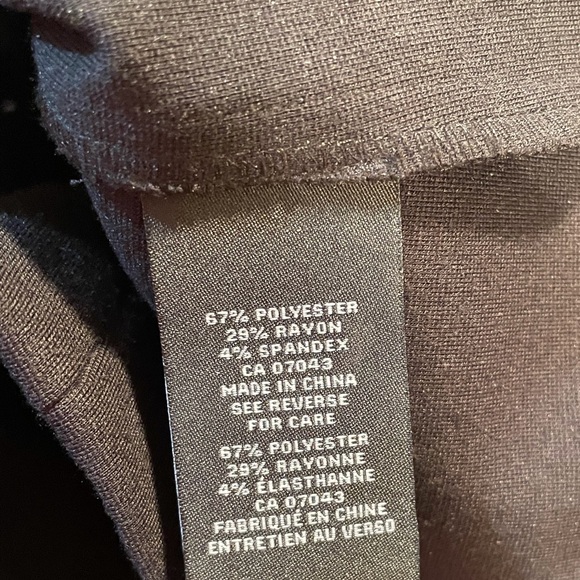 67% POLYESTER
29% RAYON
4% SPANDEX
CA 07043
MADE IN CHINA
SEE REVERSE
FOR CARE
67% POLYESTER
29% RAYONNE
4% ÉLASTHANNE
CA 07043
FABRIQUÉ EN CHINE
ENTRETIEN AU VERSO